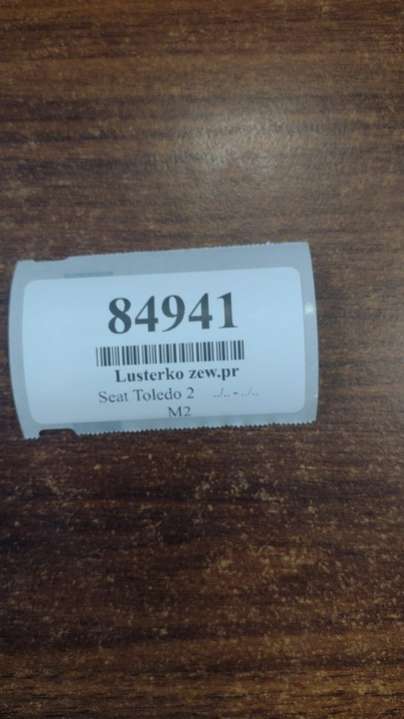 84941
Lusterko zew.pr
Seat Toledo 2 ../.. - ../..
M2